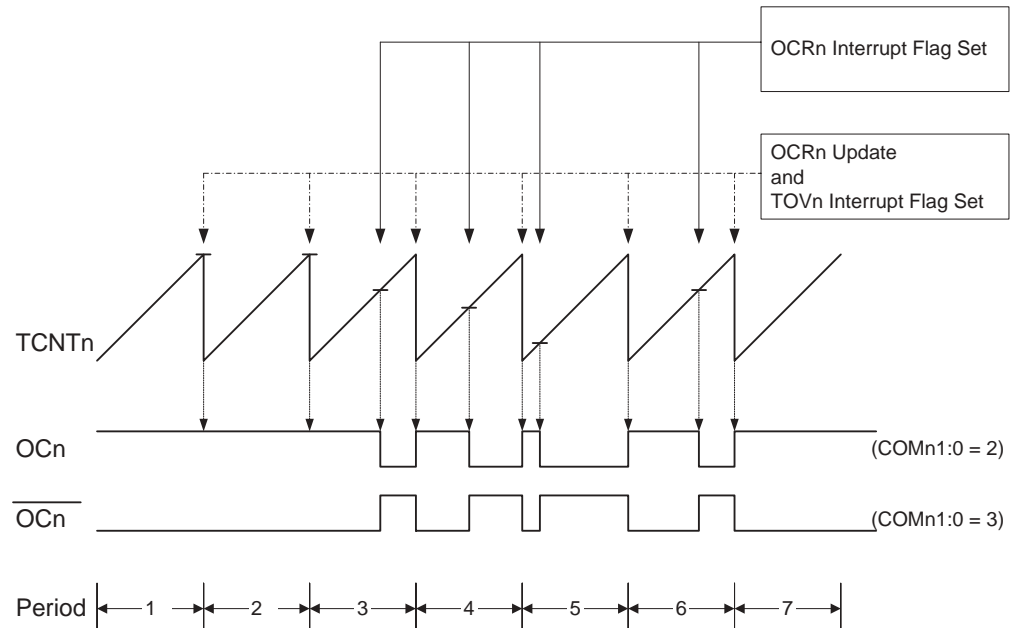 OCRn Interrupt Flag Set
OCRn Update
and
TOVn Interrupt Flag Set
TCNTn
OCn
(COMn1:0 = 2)
OCn
(COMn1:0 = 3)
Period
1
2
3
4
5
6
7